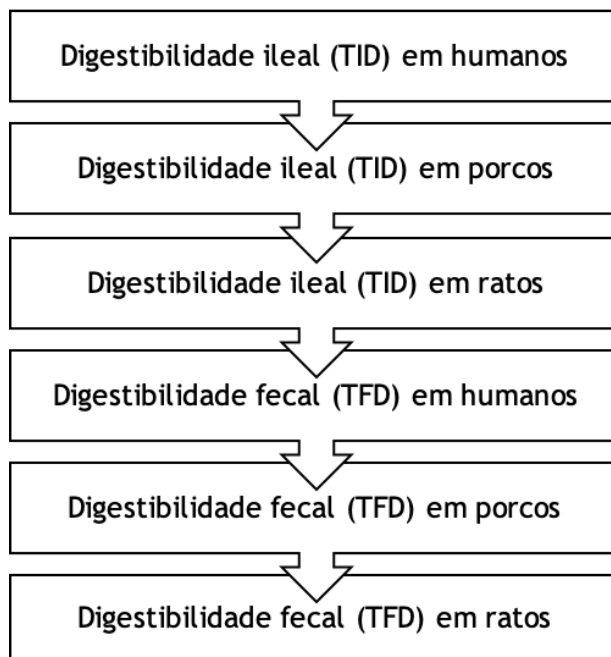 Digestibilidade ileal (TID) em humanos
Digestibilidade ileal (TID) em porcos
Digestibilidade ileal (TID) em ratos
Digestibilidade fecal (TFD) em humanos
Digestibilidade fecal (TFD) em porcos
Digestibilidade fecal (TFD) em ratos